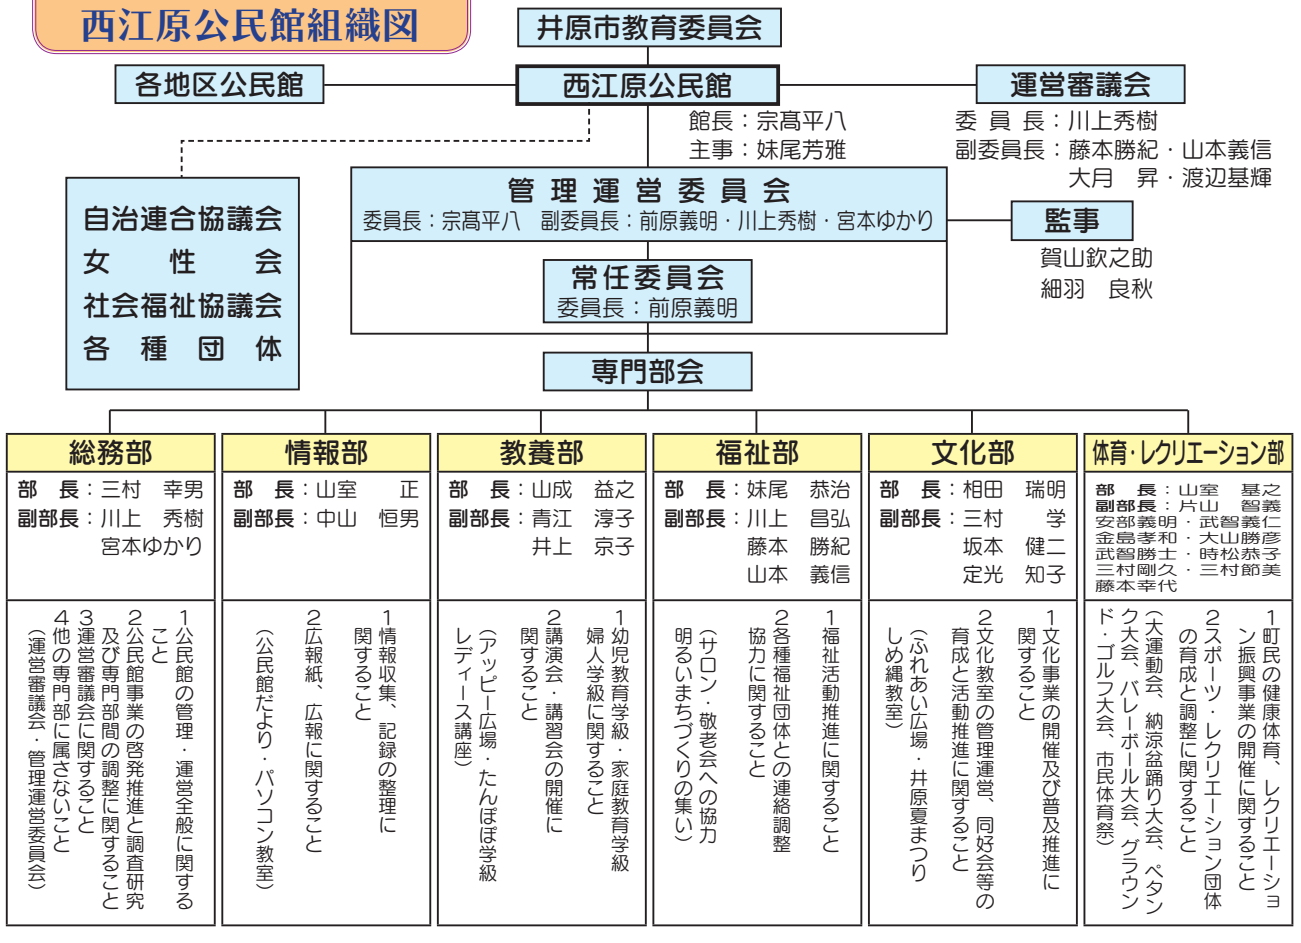 西江原公民館組織図
井原市教育委員会
各地区公民館
西江原公民館
運営審議会
館長：宗髙平八
主事：妹尾芳雅
委員長：川上秀樹
副委員長：藤本勝紀・山本義信
大月　昇・渡辺基輝
自治連合協議会
女性会
社会福祉協議会
各種団体
管理運営委員会
委員長：宗髙平八　副委員長：前原義明・川上秀樹・宮本ゆかり
監事
賀山欽之助
細羽　良秋
常任委員会
委員長：前原義明
専門部会
総務部
部　長：三村　幸男
副部長：川上　秀樹
宮本ゆかり
1公民館の管理・運営全般に関する
こと
2公民館事業の啓発推進と調査研究
及び専門部間の調整に関すること
3運営審議会に関すること
4他の専門部に属さないこと
（運営審議会・管理運営委員会）
情報部
部　長：山室　正
副部長：中山　恒男
1情報収集、記録の整理に
関すること
2広報紙、広報に関すること
（公民館だより・パソコン教室）
教養部
部　長：山成　益之
副部長：青江　淳子
井上　京子
1幼児教育学級・家庭教育学級
婦人学級に関すること
2講演会・講習会の開催に
関すること
（アッピー広場・たんぽぽ学級
レディース講座）
福祉部
部　長：妹尾　恭治
副部長：川上　昌弘
藤本　勝紀
山本　義信
1福祉活動推進に関すること
2各種福祉団体との連絡調整
協力に関すること
（サロン・敬老会への協力
明るいまちづくりの集い）
文化部
部　長：相田　瑞明
副部長：三村　学
坂本　健二
定光　知子
1文化事業の開催及び普及推進に
関すること
2文化教室の管理運営、同好会等の
育成と活動推進に関すること
（ふれあい広場・井原夏まつり
しめ縄教室）
体育・レクリエーション部
部　長：山室　基之
副部長：片山　智義
安部義明・武智義仁
金島孝和・大山勝彦
武智勝士・時松恭子
三村剛久・三村節美
藤本幸代
1町民の健康体育、レクリエーショ
ン振興事業の開催に関すること
2スポーツ・レクリエーション団体
の育成と調整に関すること
（大運動会、納涼盆踊り大会、ペタン
ク大会、バレーボール大会、グラウン
ド・ゴルフ大会、市民体育祭）